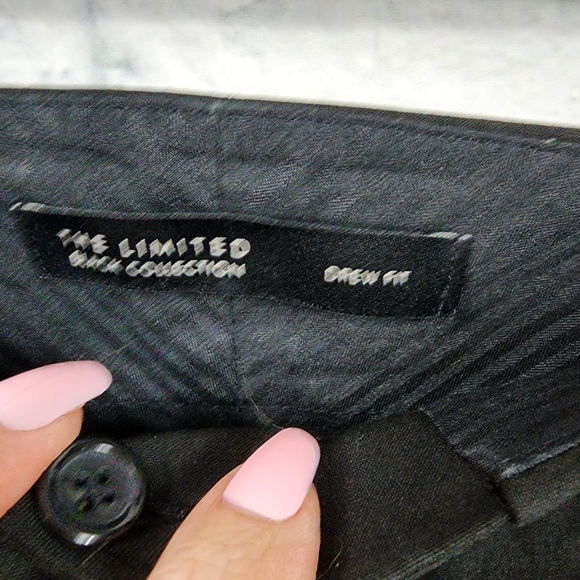 THE LIMITED
BLACK COLLECTION
DREW FIT